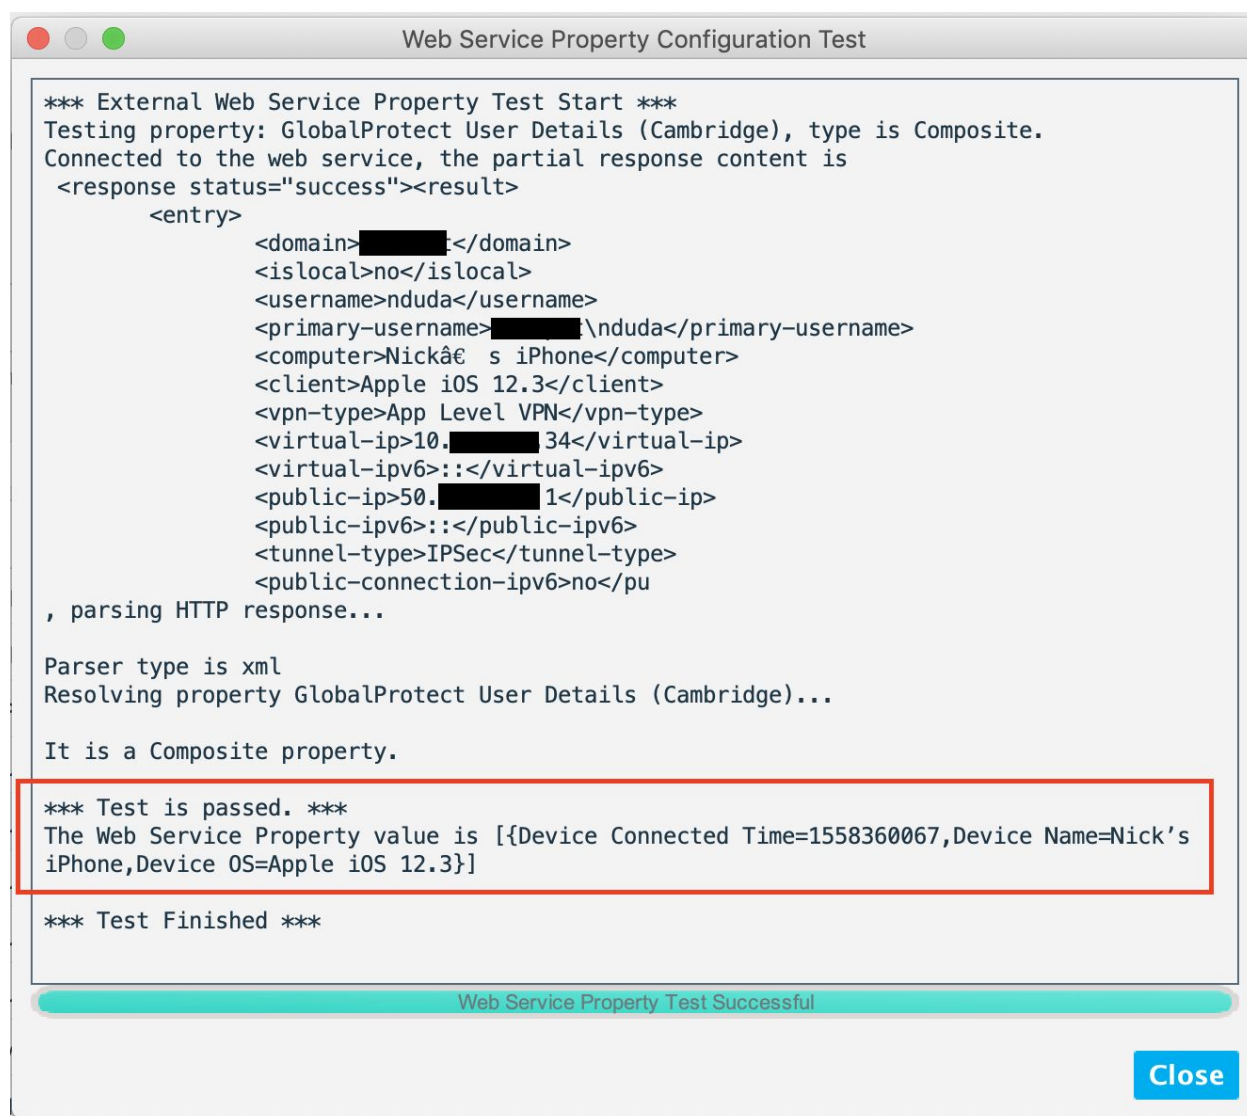 Web Service Property Configuration Test
*** External Web Service Property Test Start ***
Testing property: GlobalProtect User Details (Cambridge), type is Composite.
Connected to the web service, the partial response content is
<response status="success"><result>
<entry>
<domain></domain>
<islocal>no</islocal>
<username>nduda</username>
<primary-username>\nduda</primary-username>
<computer>Nickâ€ s iPhone</computer>
<client>Apple iOS 12.3</client>
<vpn-type>App Level VPN</vpn-type>
<virtual-ip>10. 34</virtual-ip>
<virtual-ipv6>::</virtual-ipv6>
<public-ip>50. 1</public-ip>
<public-ipv6>::</public-ipv6>
<tunnel-type>IPSec</tunnel-type>
<public-connection-ipv6>no</pu
, parsing HTTP response...
Parser type is xml
Resolving property GlobalProtect User Details (Cambridge)...
It is a Composite property.
*** Test is passed. ***
The Web Service Property value is [{Device Connected Time=1558360067,Device Name=Nick’s
iPhone,Device OS=Apple iOS 12.3}]
*** Test Finished ***
Web Service Property Test Successful
Close